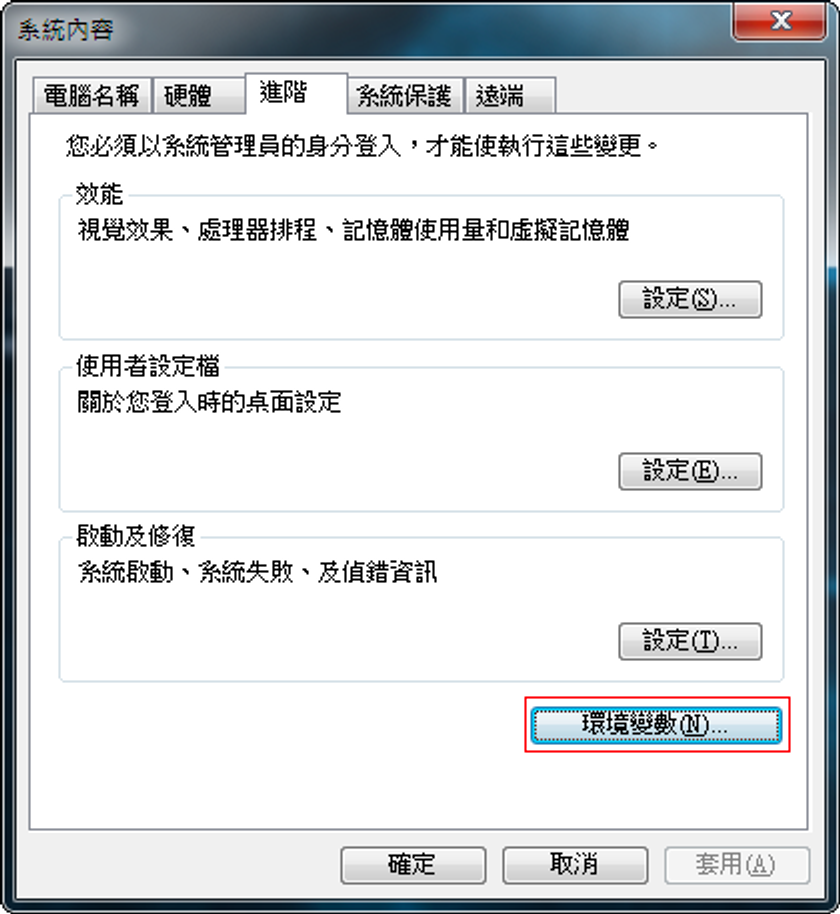 系統內容
電腦名稱 硬體 進階 系統保護 遠端
您必須以系統管理員的身分登入，才能使執行這些變更。
效能
視覺效果、處理器排程、記憶體使用量和虛擬記憶體
設定(S)...
使用者設定檔
關於您登入時的桌面設定
設定(E)...
啟動及修復
系統啟動、系統失敗、及偵錯資訊
設定(T)...
環境變數(N)...
確定 取消 套用(A)